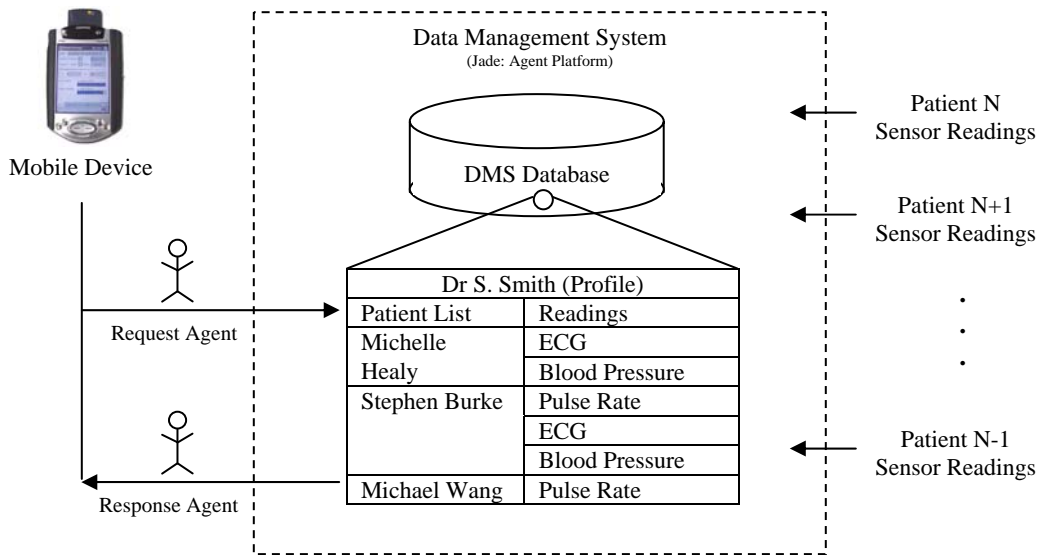 Data Management System
(Jade: Agent Platform)
Mobile Device
DMS Database
Patient N
Sensor Readings
Patient N+1
Sensor Readings
.
.
.
Patient N-1
Sensor Readings
Request Agent
Response Agent
Dr S. Smith (Profile)
Patient List Readings
Michelle ECG
Healy Blood Pressure
Stephen Burke Pulse Rate
ECG
Blood Pressure
Michael Wang Pulse Rate